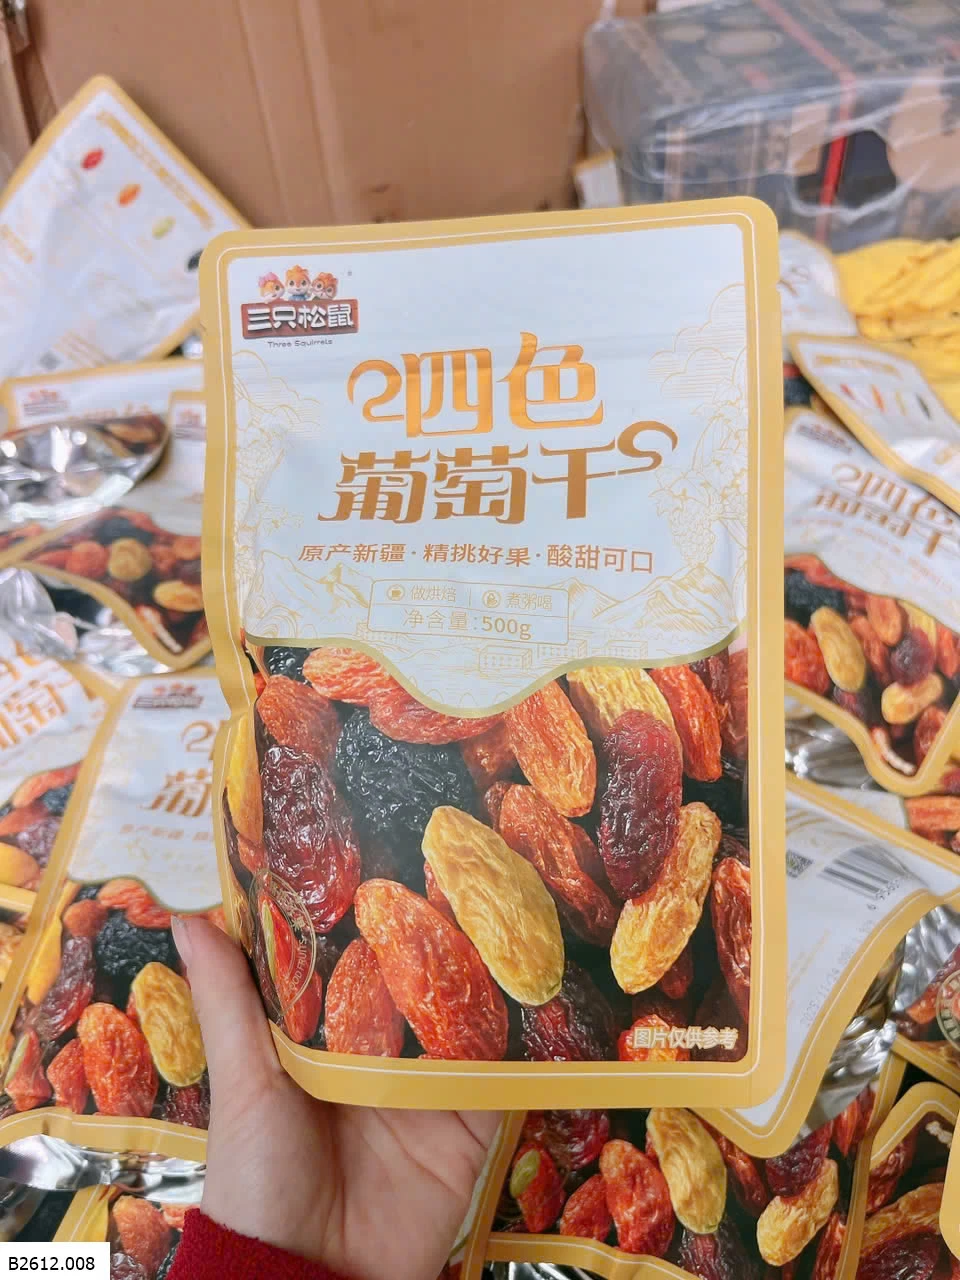 三只松鼠
Three Squirrels
四色
葡萄干
原产新疆·精挑好果·酸甜可口
做烘焙 | 煮粥喝
净含量:500g
图片仅供参考
B2612.008